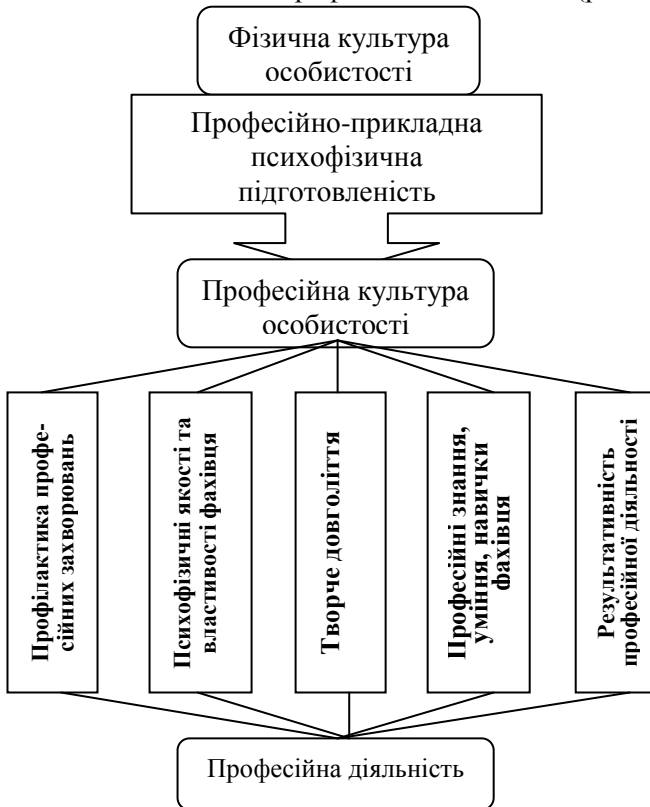 Фізична культура
особистості
Професійно-прикладна
психофізична
підготовленість
Професійна культура
особистості
Профілактика профе-
сійних захворювань
Психофізичні якості та
властивості фахівця
Творче довголіття
Професійні знання,
уміння, навички
фахівця
Результативність
професійної діяльності
Професійна діяльність